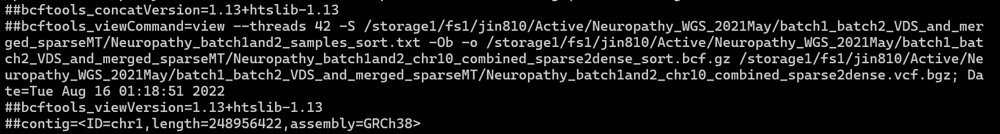 ##bcftools_concatVersion=1.13+htslib-1.13
##bcftools_viewCommand=view --threads 42 -S /storage1/fs1/jin810/Active/Neuropathy_WGS_2021May/batch1_batch2_VDS_and_mer
ged_sparseMT/Neuropathy_batch1and2_samples_sort.txt -Ob -o /storage1/fs1/jin810/Active/Neuropathy_WGS_2021May/batch1_bat
ch2_VDS_and_merged_sparseMT/Neuropathy_batch1and2_chr10_combined_sparse2dense_sort.bcf.gz /storage1/fs1/jin810/Active/Ne
uropathy_WGS_2021May/batch1_batch2_VDS_and_merged_sparseMT/Neuropathy_batch1and2_chr10_combined_sparse2dense.vcf.bgz; Da
te=Tue Aug 16 01:18:51 2022
##bcftools_viewVersion=1.13+htslib-1.13
##contig=<ID=chr1,length=248956422,assembly=GRCh38>